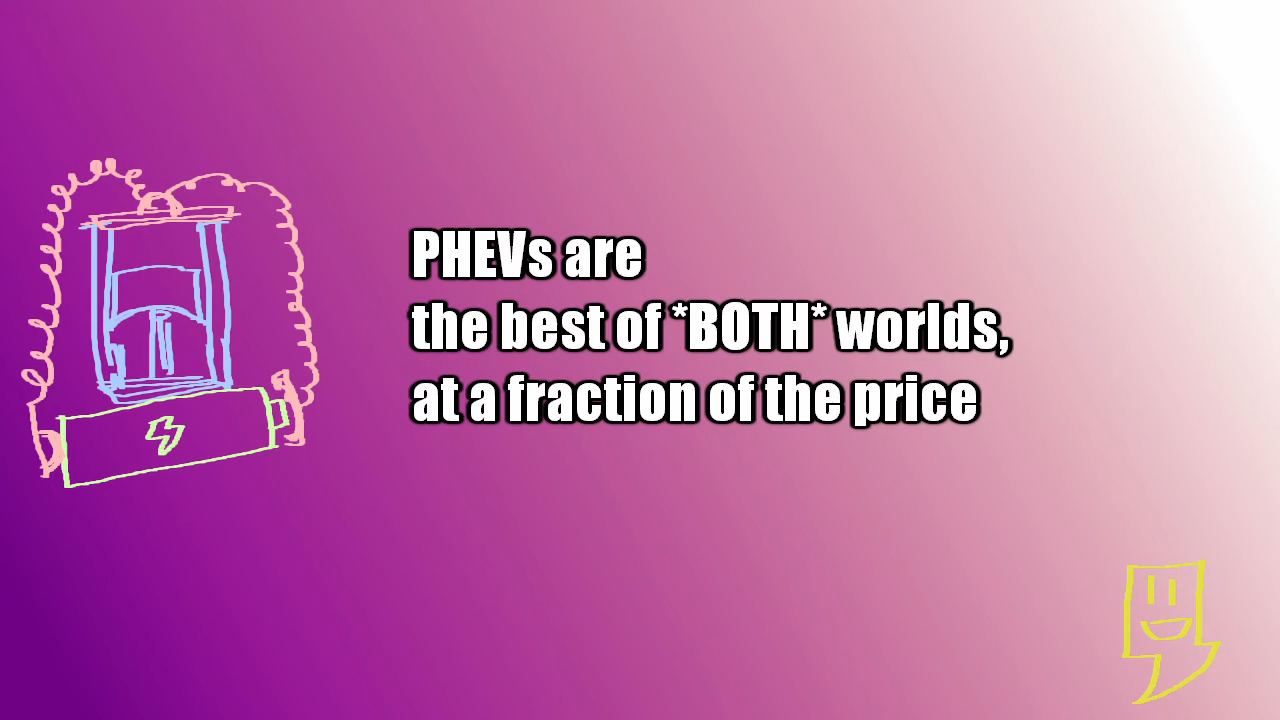 PHEVs are
the best of *BOTH* worlds,
at a fraction of the price